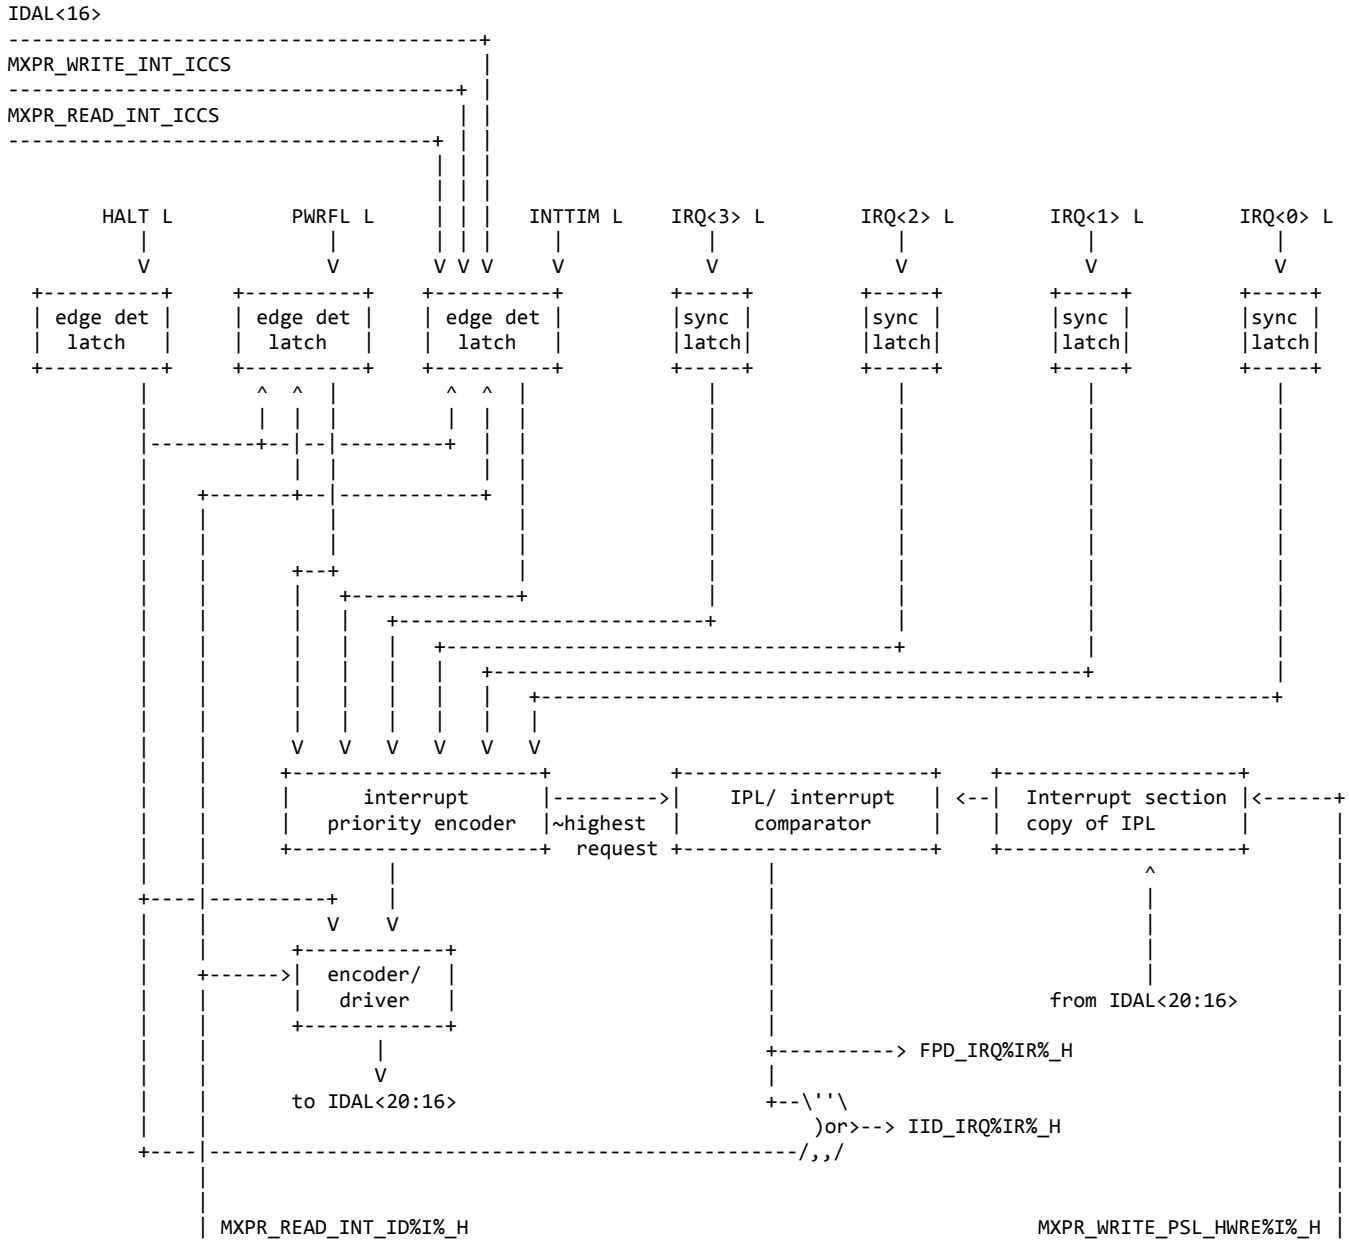 IDAL<16>
MXPR_WRITE_INT_ICCS
MXPR_READ_INT_ICCS
HALT L PWRFL L INTTIM L IRQ<3> L IRQ<2> L IRQ<1> L IRQ<0> L
edge det edge det edge det sync sync sync sync
latch latch latch latch latch latch latch
interrupt IPL/ interrupt Interrupt section
priority encoder ~highest comparator copy of IPL
request
encoder/
driver from IDAL<20:16>
FPD_IRQ%IR%_H
to IDAL<20:16>
)or>--> IID_IRQ%IR%_H
MXPR_READ_INT_ID%I%_H MXPR_WRITE_PSL_HWRE%I%_H